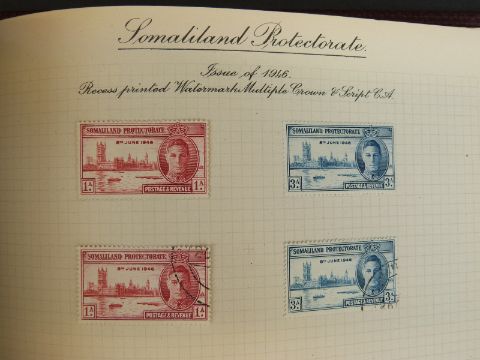 Somaliland Protectorate.
Issue of 1946.
Recess printed Watermark Multiple Crown & Script C.A.
SOMALILAND PROTECTORATE
8TH JUNE 1946
1A 1A
POSTAGE & REVENUE
SOMALILAND PROTECTORATE
8TH JUNE 1946
3A 3A
POSTAGE & REVENUE
SOMALILAND PROTECTORATE
8TH JUNE 1946
1A 1A
POSTAGE & REVENUE
SOMALILAND PROTECTORATE
8TH JUNE 1946
3A 3A
POSTAGE & REVENUE